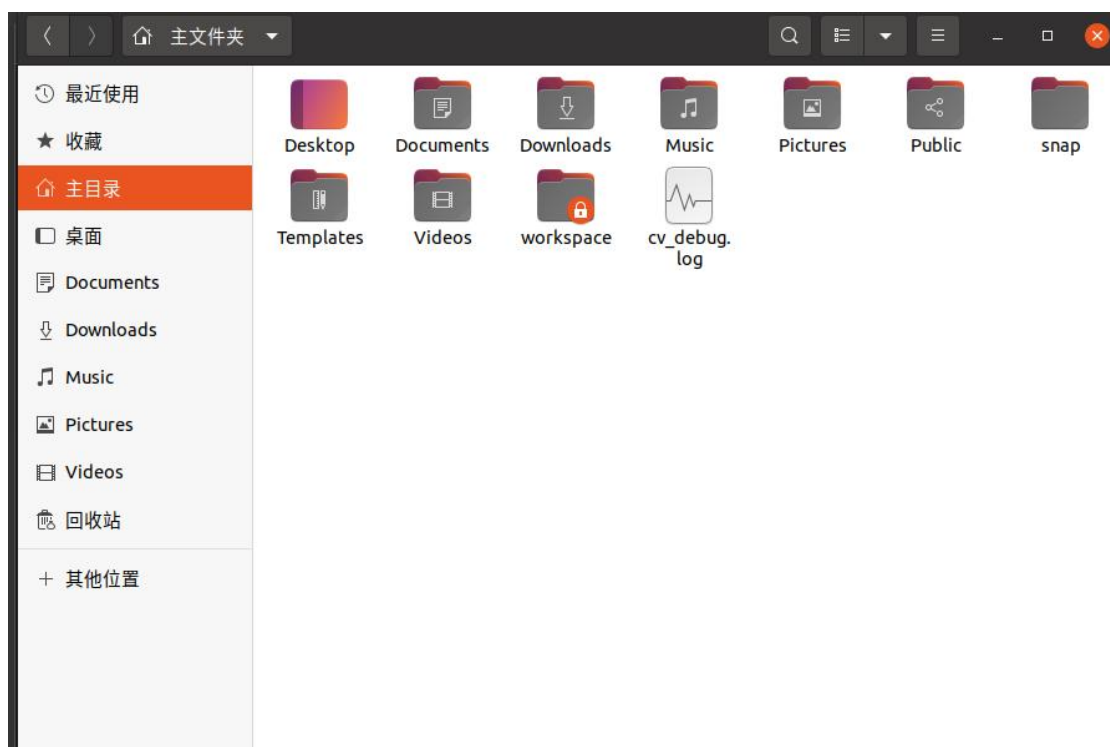 主文件夹
最近使用
收藏
主目录
桌面
Documents
Downloads
Music
Pictures
Videos
回收站
其他位置
Desktop
Documents
Downloads
Music
Pictures
Public
snap
Templates
Videos
workspace
cv_debug.
log